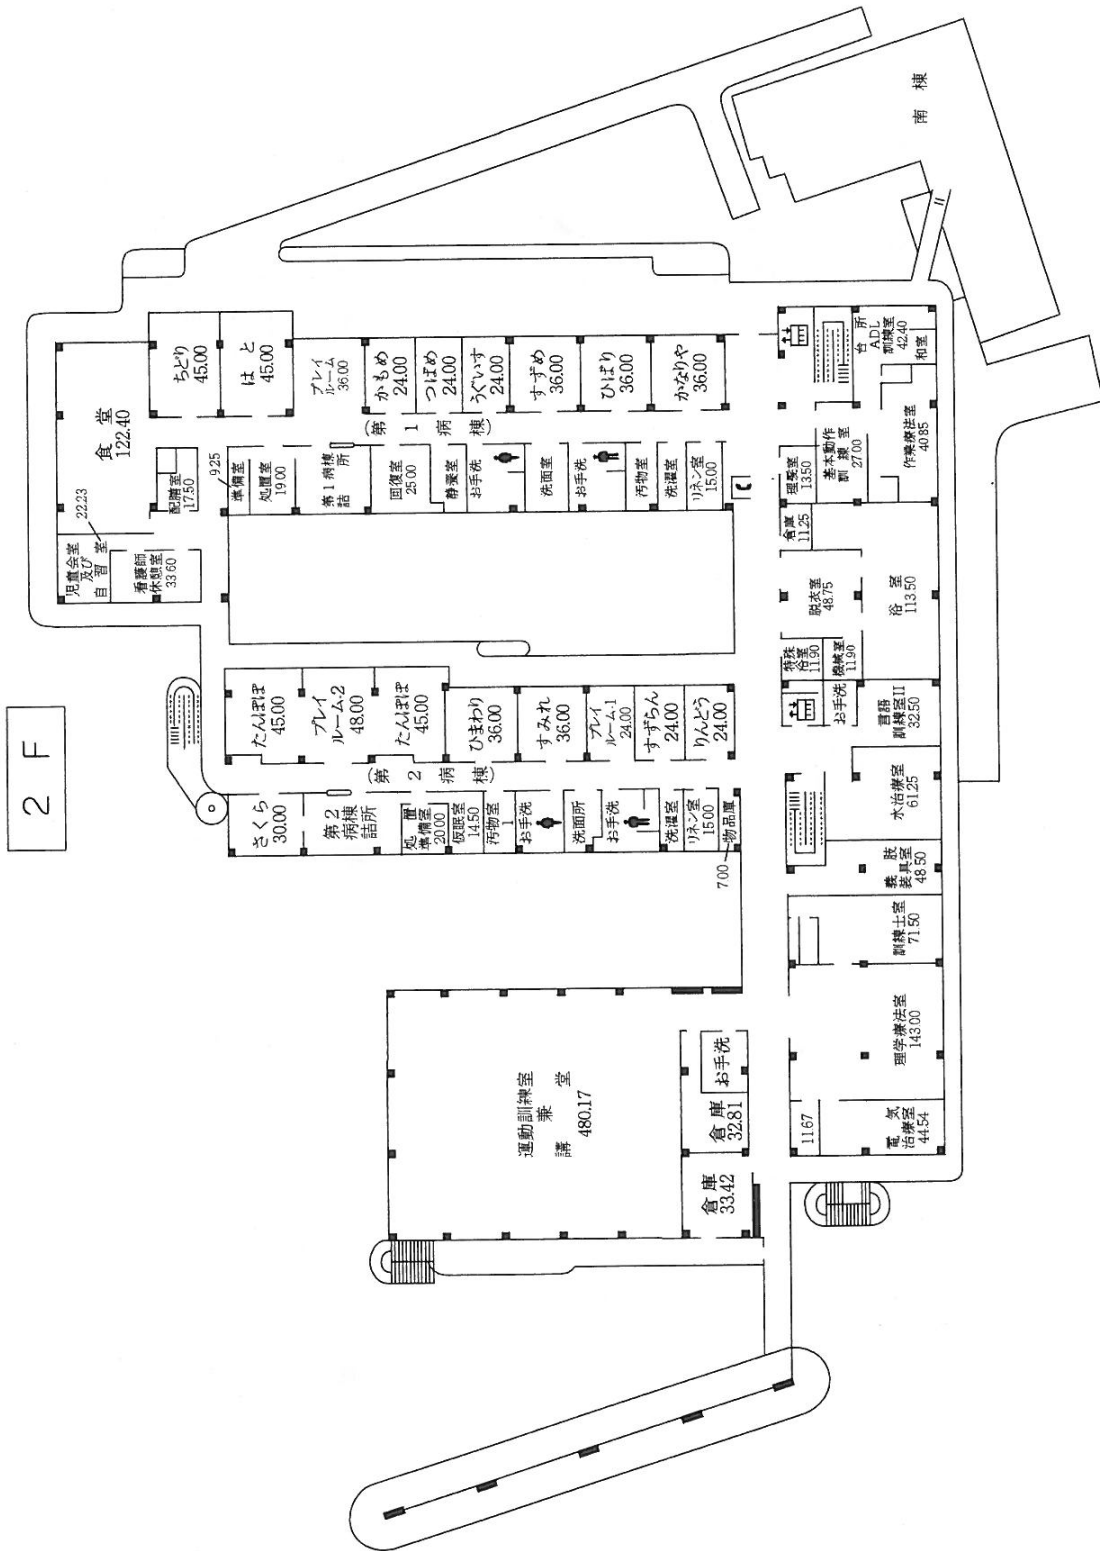 2 F
食 堂
122.40
22.23
児童会室
及び
自 習 室
看護師
休憩室
33.60
配膳室
17.50
9.25
ちどり
45.00
は と
45.00
プレイ
ルーム
36.00
かもめ
24.00
つばめ
24.00
うぐいす
24.00
すずめ
36.00
ひばり
36.00
かなりや
36.00
(第 1 病 棟)
準備室
処置室
19.00
第 1 病棟
詰 所
回復室
25.00
静養室
お手洗
洗面室
お手洗
汚物室
洗濯室
リネン室
15.00
たんぽぽ
45.00
プレイ
ルーム-2
48.00
たんぽぽ
45.00
ひまわり
36.00
すみれ
36.00
プレイ
ルーム-1
24.00
すずらん
24.00
りんどう
24.00
(第 2 病 棟)
さくら
30.00
第 2
病棟
詰所
処 置
準備室
20.00
仮眠室
14.50
汚物室
1
お手洗
洗面所
お手洗
洗濯室
リネン室
15.00
物品庫
7.00
運動訓練室
兼
講 堂
480.17
倉 庫
33.42
倉 庫
32.81
お手洗
11.67
電 気
治療室
44.54
理学療法室
143.00
訓練士室
71.50
義 肢
装具室
48.50
水治療室
61.25
言語
訓練室II
32.50
お手洗
特殊
浴室
11.90
機械室
11.90
脱衣室
48.75
浴 室
113.50
倉庫
11.25
理髪室
13.50
基本動作
訓 練 室
27.00
作業療法室
40.85
台 所
ADL
訓練室
42.40
和室
南 棟